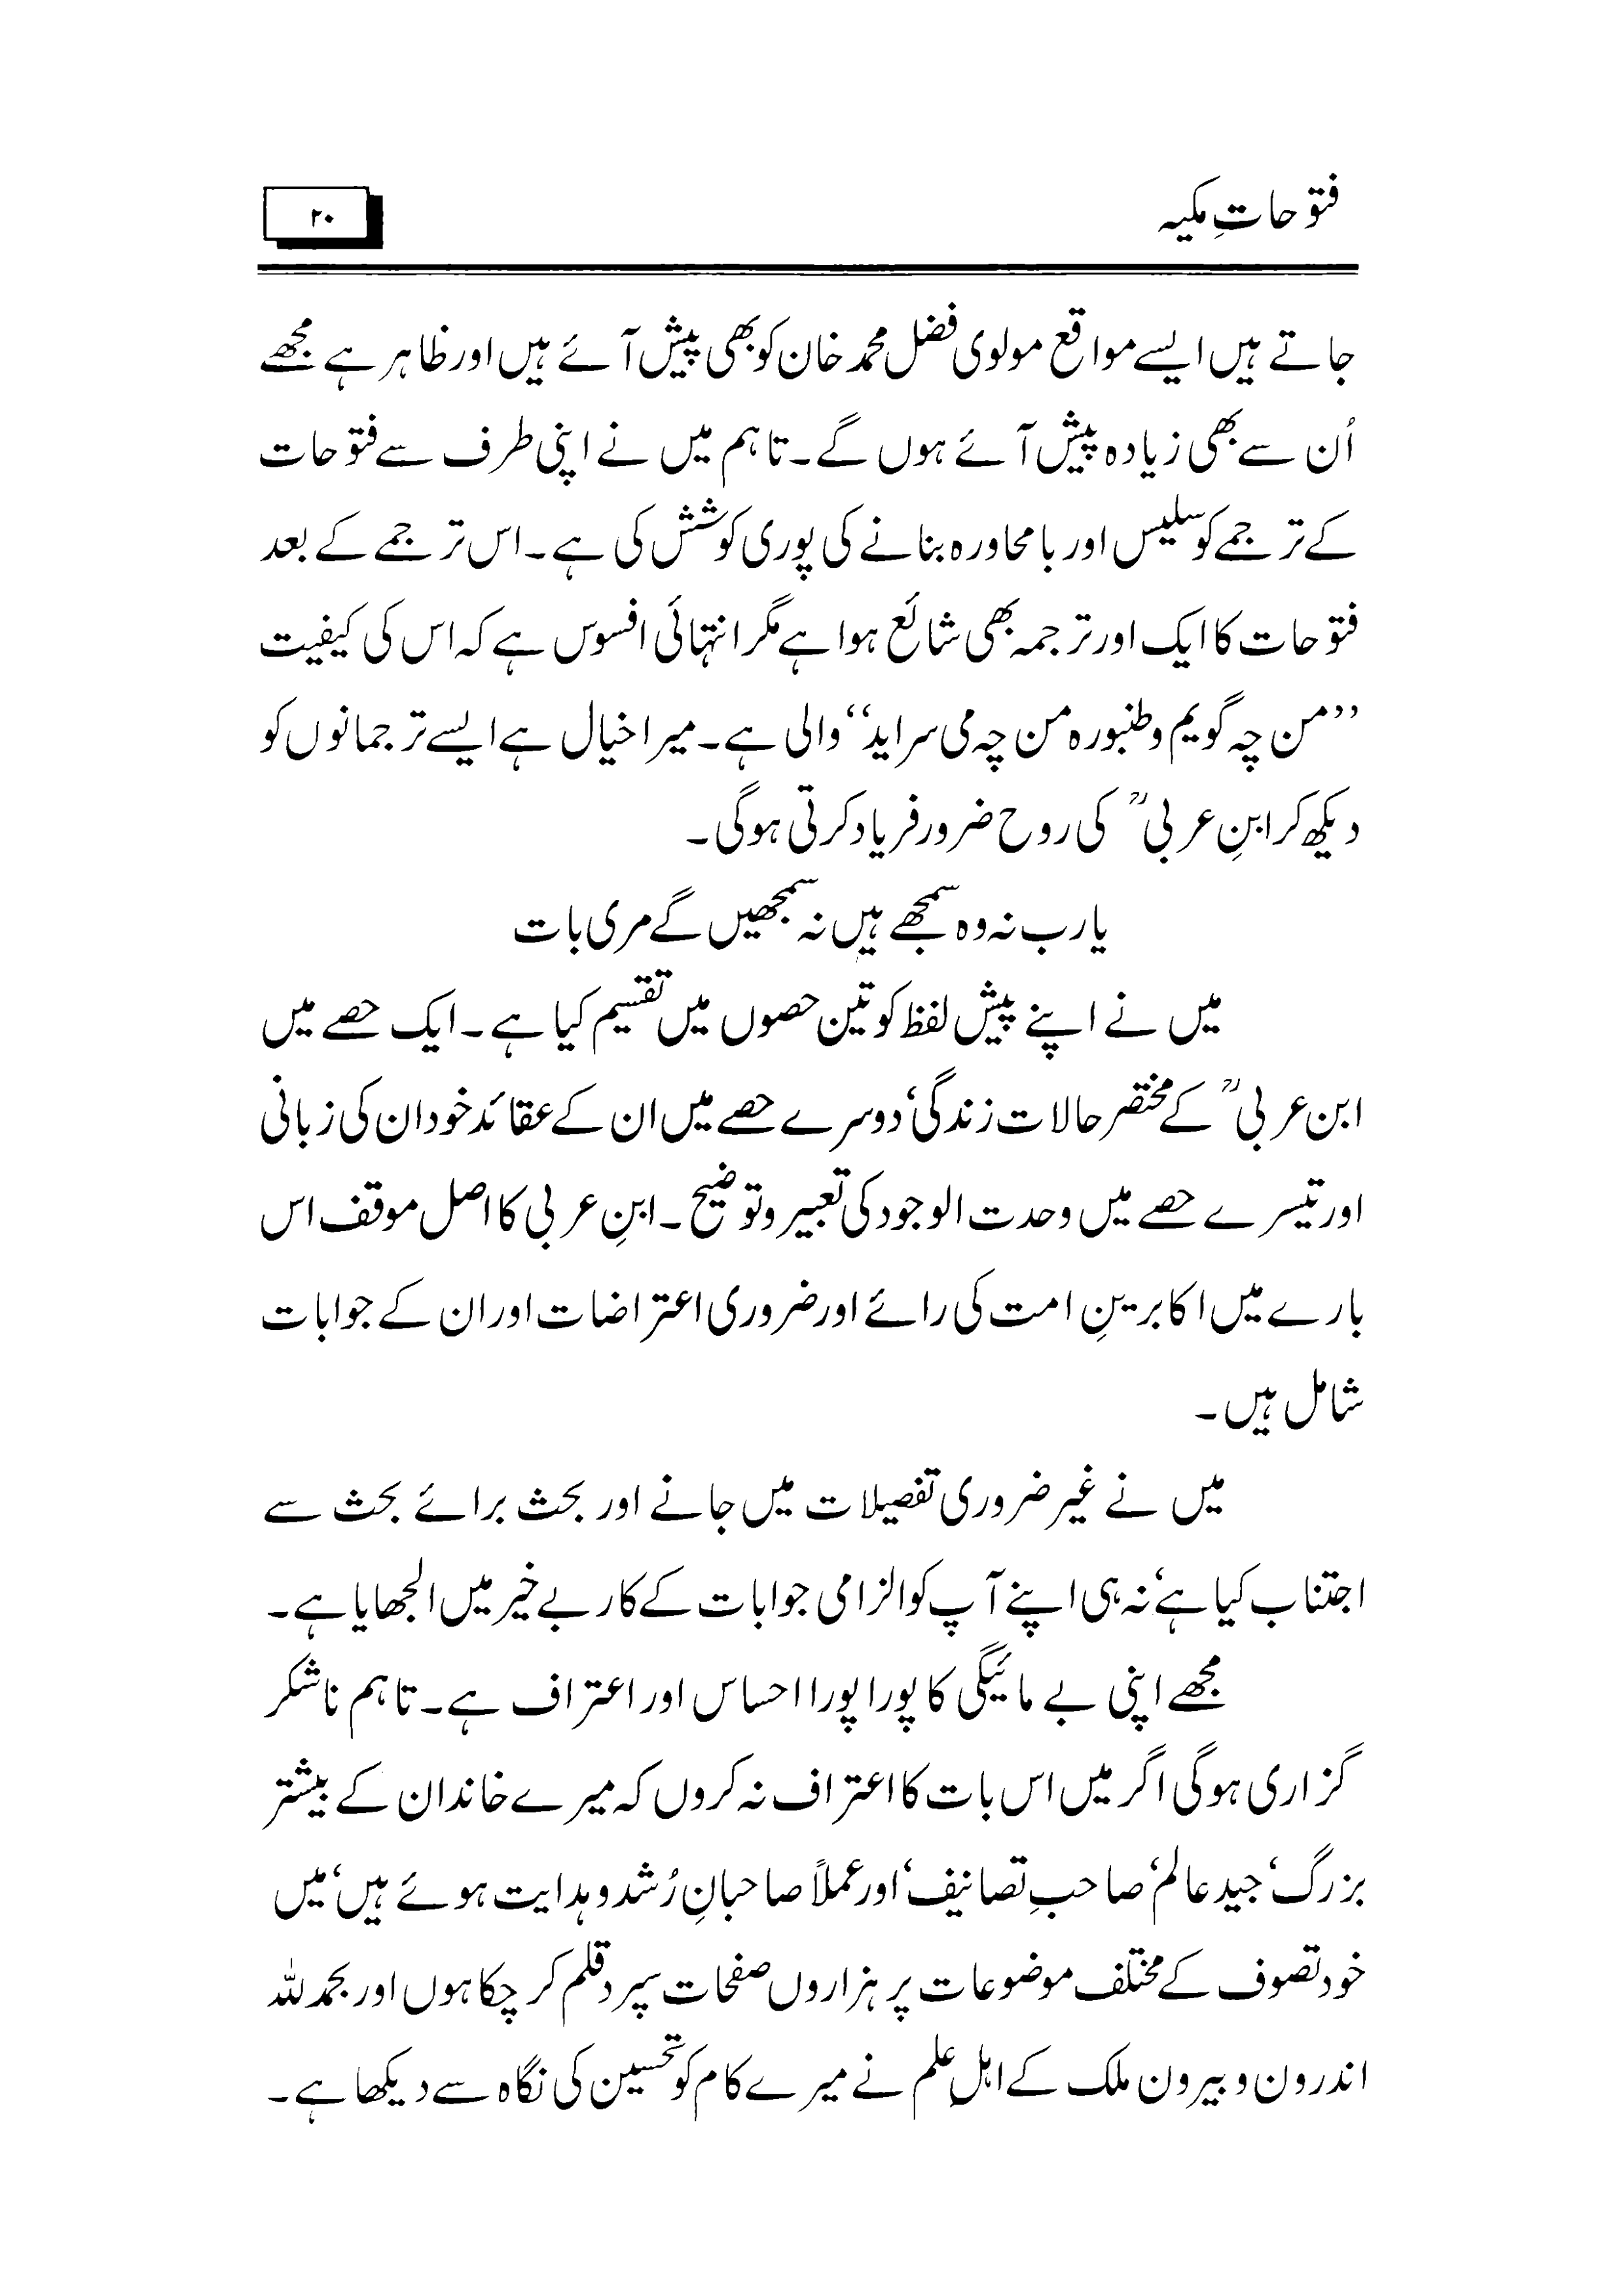 فتوحاتِ مکیہ
۲۰
جاتے ہیں ایسے مواقع مولوی فضل محمد خان کو بھی پیش آئے ہیں اور ظاہر ہے مجھے
اُن سے بھی زیادہ پیش آئے ہوں گے۔ تاہم میں نے اپنی طرف سے فتوحات
کے ترجمے کو سلیس اور بامحاورہ بنانے کی پوری کوشش کی ہے۔ اس ترجمے کے بعد
فتوحات کا ایک اور ترجمہ بھی شائع ہوا ہے مگر انتہائی افسوس ہے کہ اس کی کیفیت
’’من چہ گویم و طنبورہ من چہ می سراید‘‘ والی ہے۔ میرا خیال ہے ایسے ترجمانوں کو
دیکھ کر ابنِ عربیؒ کی روح ضرور فریاد کرتی ہوگی۔
یارب نہ وہ سمجھے ہیں نہ سمجھیں گے مری بات
میں نے اپنے پیش لفظ کو تین حصوں میں تقسیم کیا ہے۔ ایک حصے میں
ابن عربیؒ کے مختصر حالات زندگی‘ دوسرے حصے میں ان کے عقائد خود ان کی زبانی
اور تیسرے حصے میں وحدت الوجود کی تعبیر و توضیح۔ ابنِ عربی کا اصل موقف اس
بارے میں اکابرینِ امت کی رائے اور ضروری اعتراضات اور ان کے جوابات
شامل ہیں۔
میں نے غیر ضروری تفصیلات میں جانے اور بحث برائے بحث سے
اجتناب کیا ہے‘ نہ ہی اپنے آپ کو الزامی جوابات کے کار بے خیر میں الجھایا ہے۔
مجھے اپنی بے مائیگی کا پورا پورا احساس اور اعتراف ہے۔ تاہم ناشکر
گزاری ہوگی اگر میں اس بات کا اعتراف نہ کروں کہ میرے خاندان کے بیشتر
بزرگ‘ جید عالم‘ صاحبِ تصانیف‘ اور عملاً صاحبانِ رُشد و ہدایت ہوئے ہیں‘ میں
خود تصوف کے مختلف موضوعات پر ہزاروں صفحات سپرد قلم کر چکا ہوں اور بحمدللہ
اندرون و بیرون ملک کے اہلِ علم نے میرے کام کو تحسین کی نگاہ سے دیکھا ہے۔